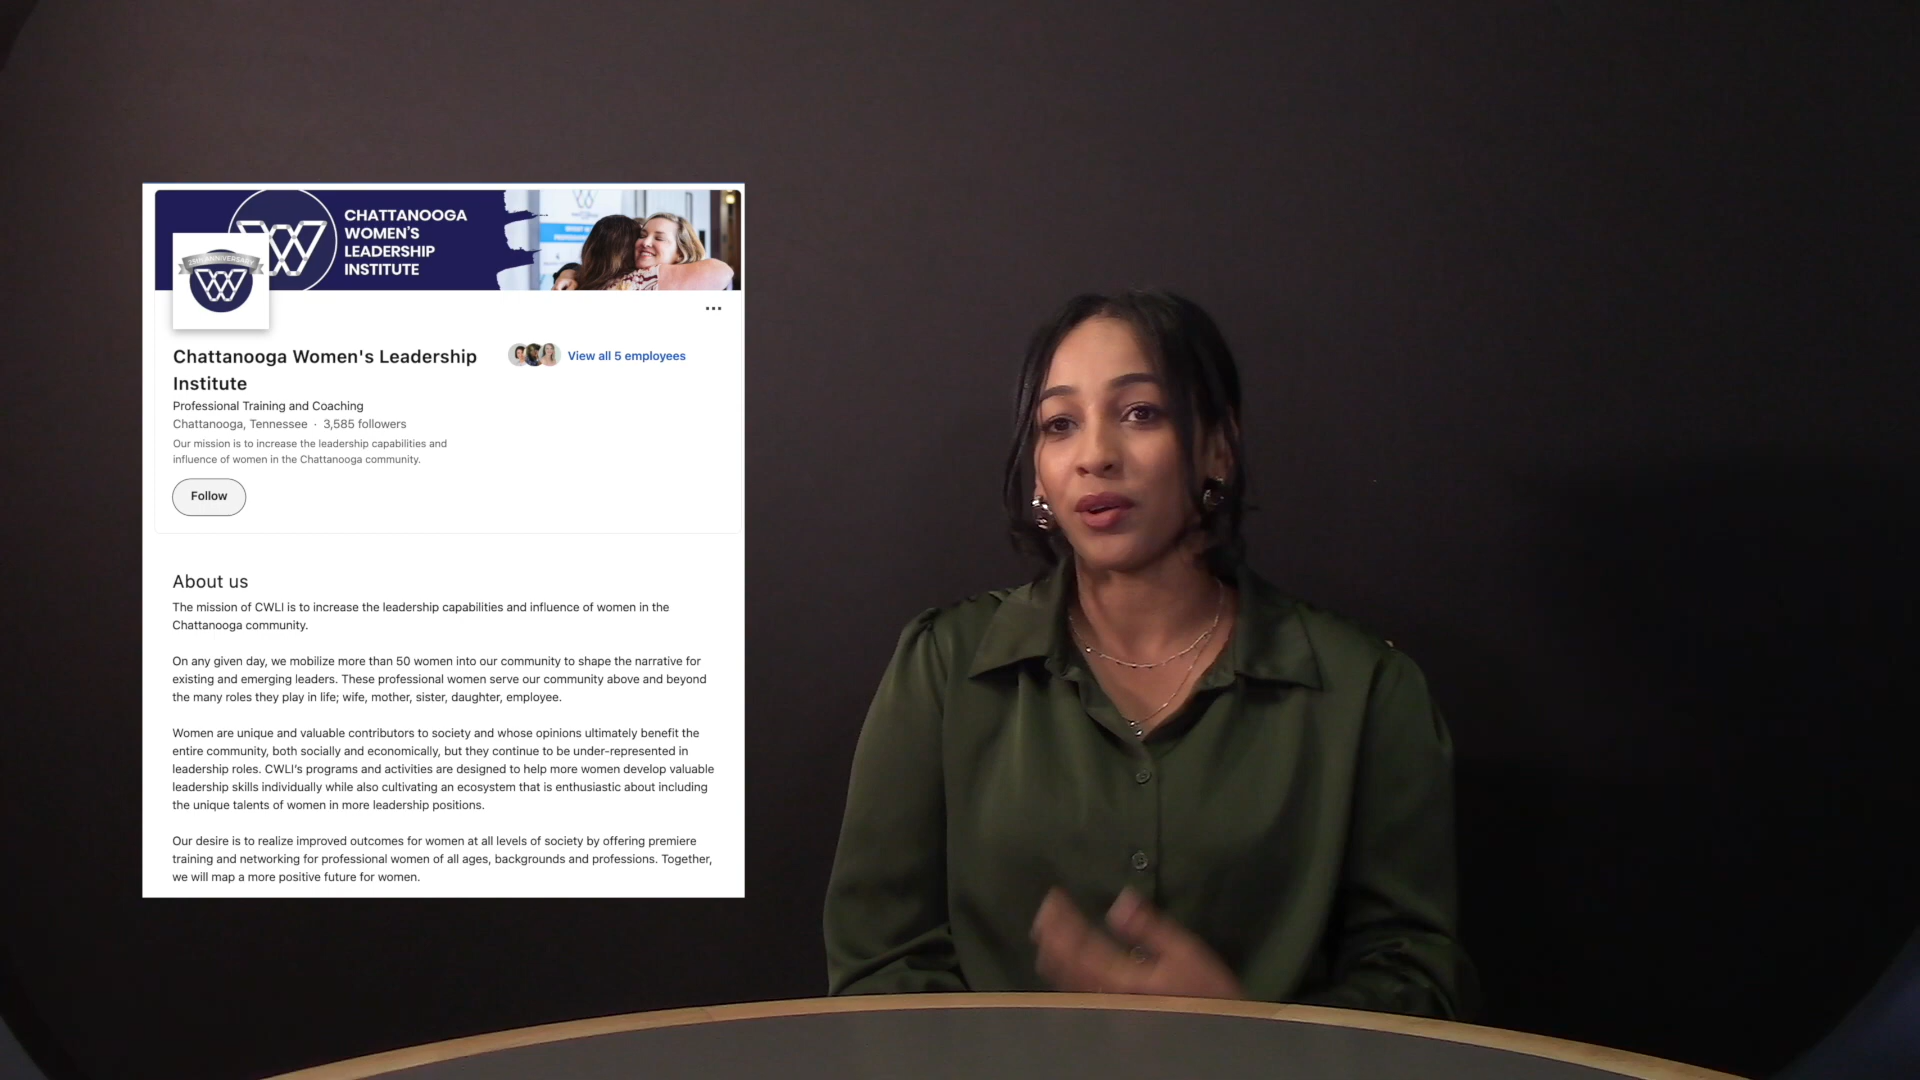 CHATTANOOGA
WOMEN'S
LEADERSHIP
INSTITUTE
25TH ANNIVERSARY
Chattanooga Women's Leadership
Institute
View all 5 employees
Professional Training and Coaching
Chattanooga, Tennessee · 3,585 followers
Our mission is to increase the leadership capabilities and
influence of women in the Chattanooga community.
Follow
About us
The mission of CWLI is to increase the leadership capabilities and influence of women in the
Chattanooga community.
On any given day, we mobilize more than 50 women into our community to shape the narrative for
existing and emerging leaders. These professional women serve our community above and beyond
the many roles they play in life; wife, mother, sister, daughter, employee.
Women are unique and valuable contributors to society and whose opinions ultimately benefit the
entire community, both socially and economically, but they continue to be under-represented in
leadership roles. CWLI's programs and activities are designed to help more women develop valuable
leadership skills individually while also cultivating an ecosystem that is enthusiastic about including
the unique talents of women in more leadership positions.
Our desire is to realize improved outcomes for women at all levels of society by offering premiere
training and networking for professional women of all ages, backgrounds and professions. Together,
we will map a more positive future for women.